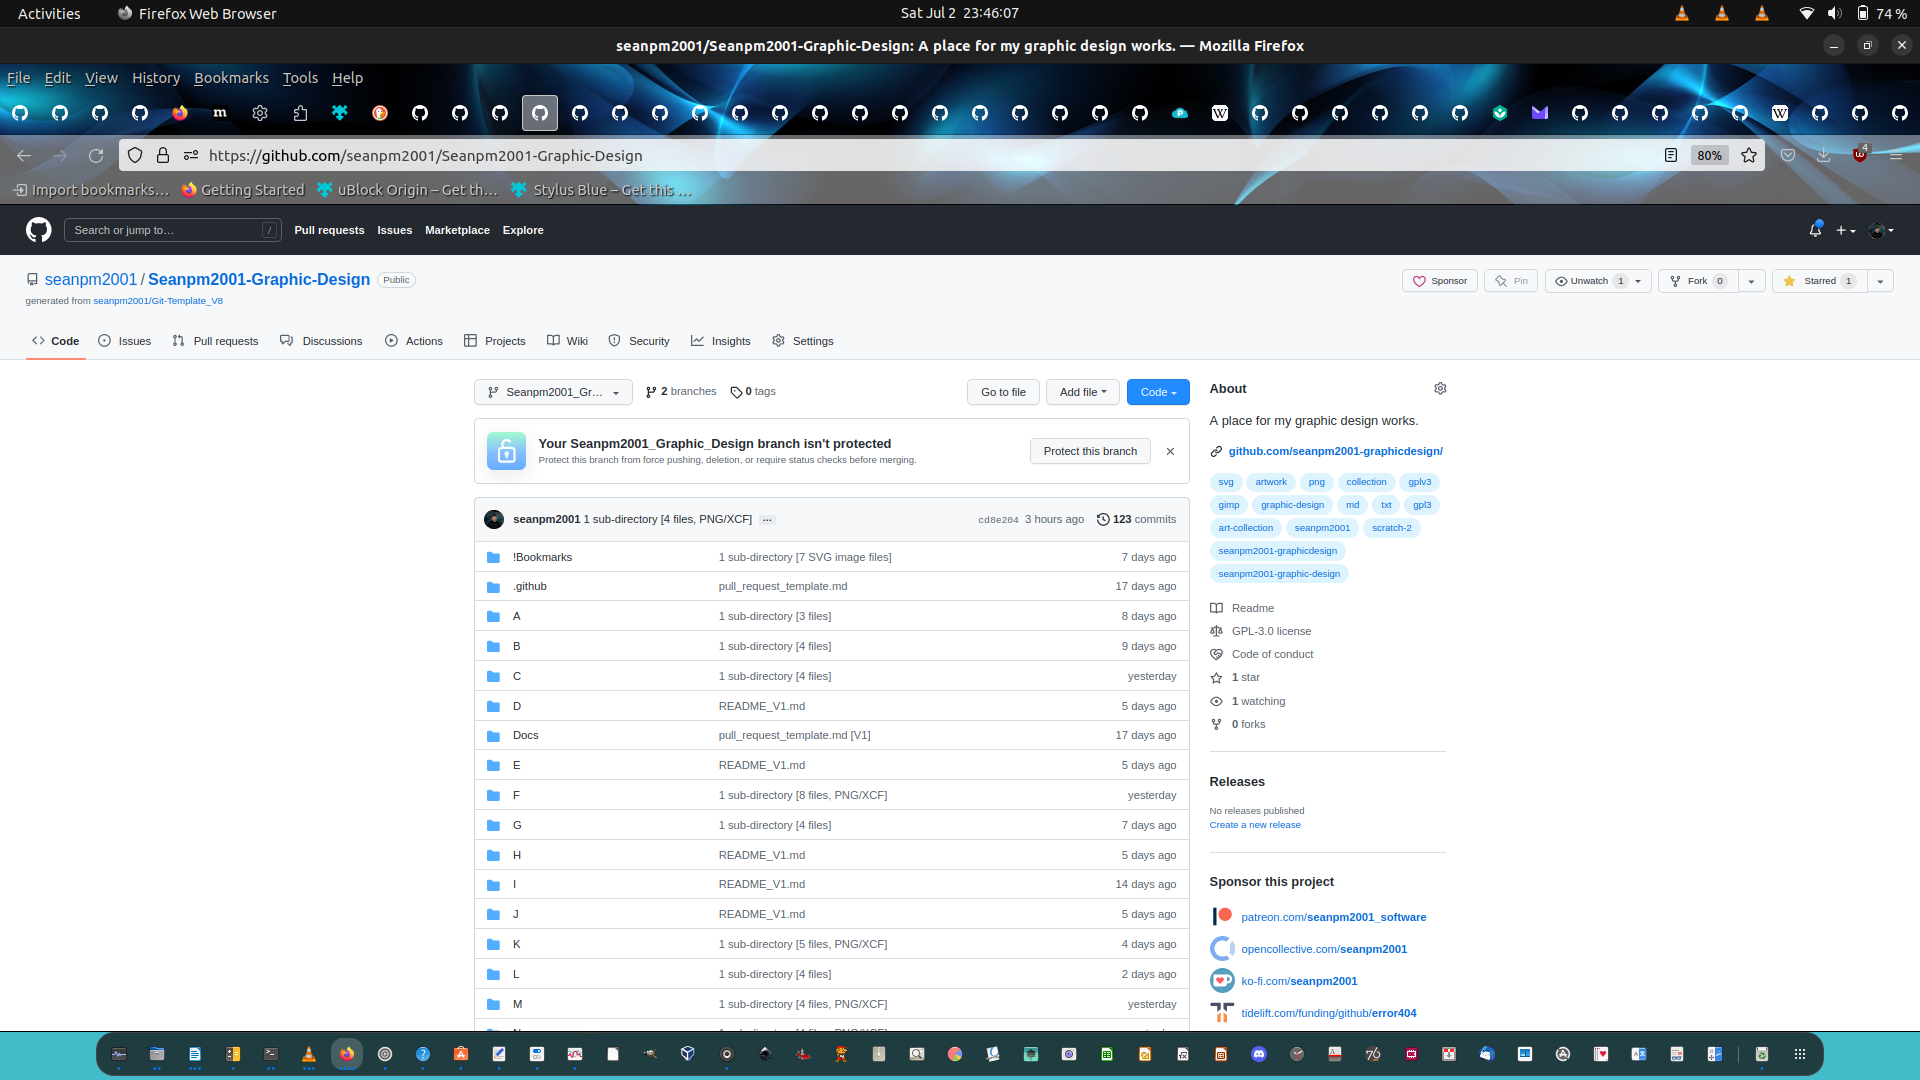 Activities Firefox Web Browser Sat Jul 2 23:46:07 74 %
seanpm2001/Seanpm2001-Graphic-Design: A place for my graphic design works. — Mozilla Firefox
File Edit View History Bookmarks Tools Help
https://github.com/seanpm2001/Seanpm2001-Graphic-Design 80% 4
Import bookmarks… Getting Started uBlock Origin – Get th… Stylus Blue – Get this …
Search or jump to… / Pull requests Issues Marketplace Explore
seanpm2001 / Seanpm2001-Graphic-Design Public Sponsor Pin Unwatch 1 Fork 0 Starred 1
generated from seanpm2001/Git-Template_V8
Code Issues Pull requests Discussions Actions Projects Wiki Security Insights Settings
Seanpm2001_Gr… 2 branches 0 tags Go to file Add file Code
Your Seanpm2001_Graphic_Design branch isn't protected
Protect this branch from force pushing, deletion, or require status checks before merging.
Protect this branch
seanpm2001 1 sub-directory [4 files, PNG/XCF] … cd8e204 3 hours ago 123 commits
!Bookmarks 1 sub-directory [7 SVG image files] 7 days ago
.github pull_request_template.md 17 days ago
A 1 sub-directory [3 files] 8 days ago
B 1 sub-directory [4 files] 9 days ago
C 1 sub-directory [4 files] yesterday
D README_V1.md 5 days ago
Docs pull_request_template.md [V1] 17 days ago
E README_V1.md 5 days ago
F 1 sub-directory [8 files, PNG/XCF] yesterday
G 1 sub-directory [4 files] 7 days ago
H README_V1.md 5 days ago
I README_V1.md 14 days ago
J README_V1.md 5 days ago
K 1 sub-directory [5 files, PNG/XCF] 4 days ago
L 1 sub-directory [4 files] 2 days ago
M 1 sub-directory [4 files, PNG/XCF] yesterday
About
A place for my graphic design works.
github.com/seanpm2001-graphicdesign/
svg artwork png collection gplv3
gimp graphic-design md txt gpl3
art-collection seanpm2001 scratch-2
seanpm2001-graphicdesign
seanpm2001-graphic-design
Readme
GPL-3.0 license
Code of conduct
1 star
1 watching
0 forks
Releases
No releases published
Create a new release
Sponsor this project
patreon.com/seanpm2001_software
opencollective.com/seanpm2001
ko-fi.com/seanpm2001
tidelift.com/funding/github/error404